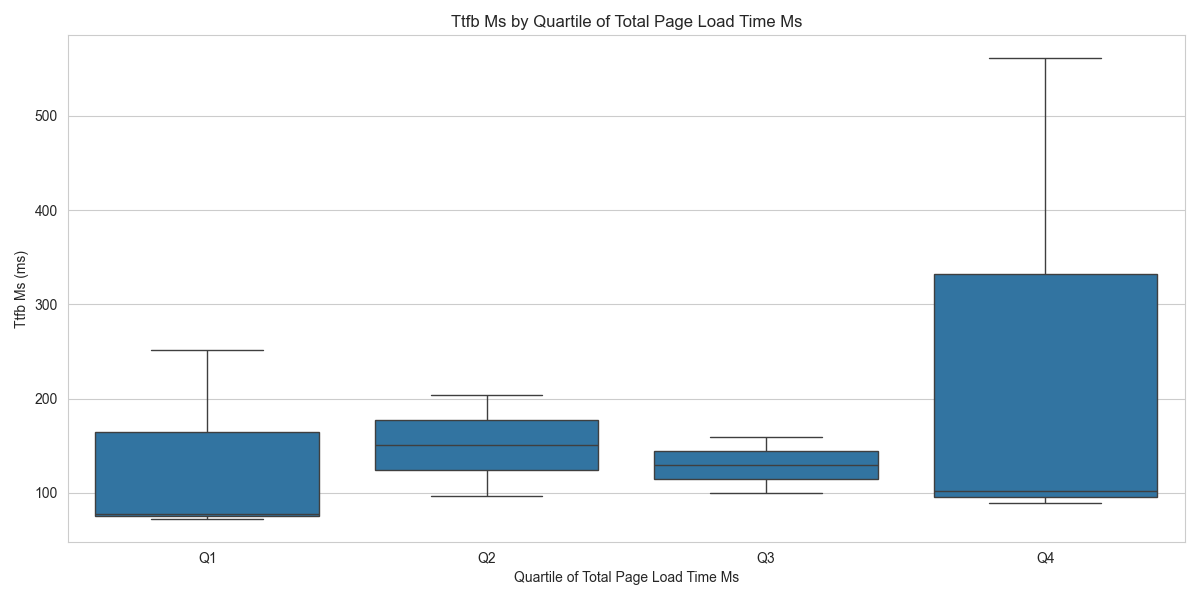 Ttfb Ms by Quartile of Total Page Load Time Ms
Ttfb Ms (ms)
500
400
300
200
100
Q1 Q2 Q3 Q4
Quartile of Total Page Load Time Ms